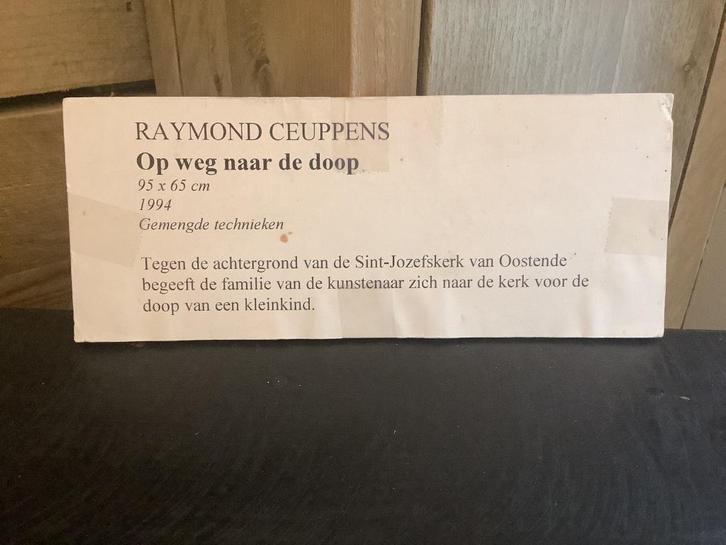 RAYMOND CEUPPENS
Op weg naar de doop
95 x 65 cm
1994
Gemengde technieken
Tegen de achtergrond van de Sint-Jozefskerk van Oostende
begeeft de familie van de kunstenaar zich naar de kerk voor de
doop van een kleinkind.